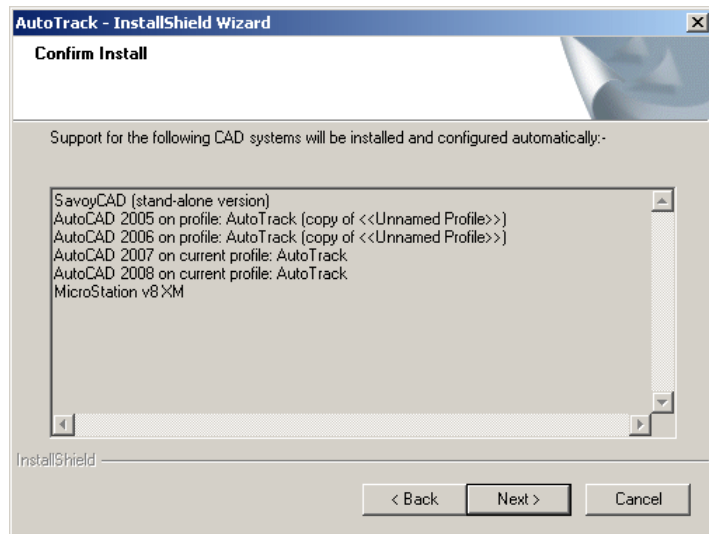 AutoTrack - InstallShield Wizard
Confirm Install
Support for the following CAD systems will be installed and configured automatically:-
SavoyCAD (stand-alone version)
AutoCAD 2005 on profile: AutoTrack (copy of <<Unnamed Profile>>)
AutoCAD 2006 on profile: AutoTrack (copy of <<Unnamed Profile>>)
AutoCAD 2007 on current profile: AutoTrack
AutoCAD 2008 on current profile: AutoTrack
MicroStation v8 XM
InstallShield
< Back Next > Cancel